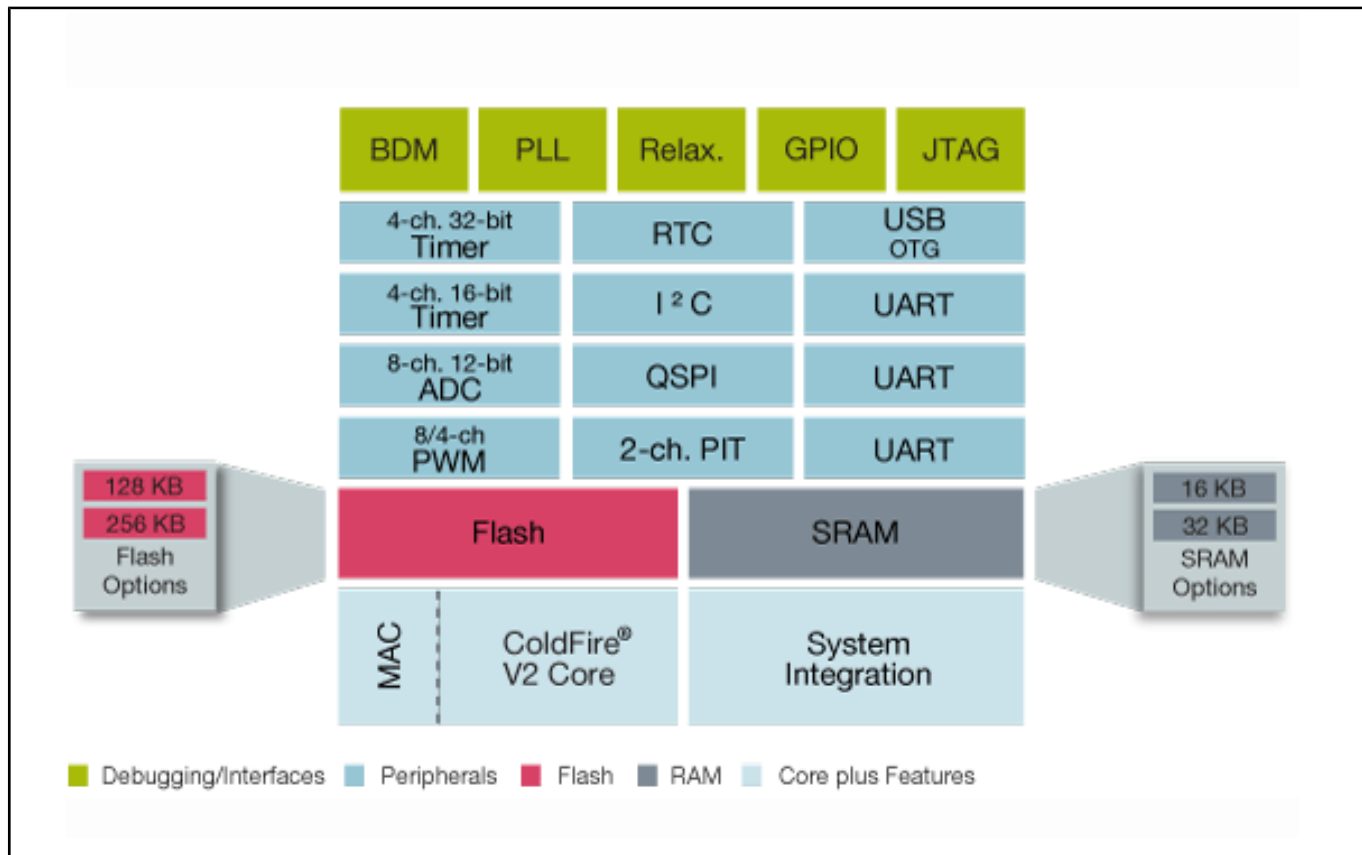 BDM PLL Relax. GPIO JTAG
4-ch. 32-bit
Timer
RTC
USB
OTG
4-ch. 16-bit
Timer
I ² C
UART
8-ch. 12-bit
ADC
QSPI
UART
8/4-ch
PWM
2-ch. PIT
UART
128 KB
256 KB
Flash
Options
Flash
SRAM
16 KB
32 KB
SRAM
Options
MAC
ColdFire®
V2 Core
System
Integration
Debugging/Interfaces Peripherals Flash RAM Core plus Features